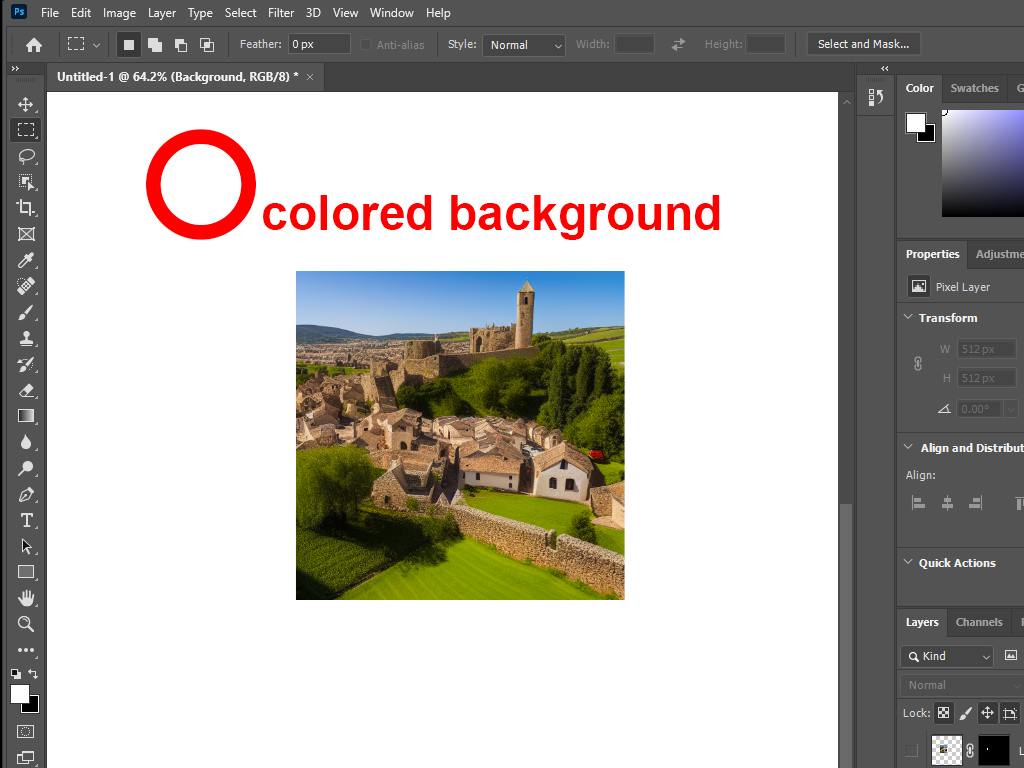 Ps File Edit Image Layer Type Select Filter 3D View Window Help
Feather: 0 px Anti-alias Style: Normal Width: Height: Select and Mask...
Untitled-1 @ 64.2% (Background, RGB/8) * ×
Color Swatches G
colored background
Properties Adjustme
Pixel Layer
Transform
W 512 px
H 512 px
0.00°
Align and Distribut
Align:
Quick Actions
Layers Channels
Kind
Normal
Lock:
L